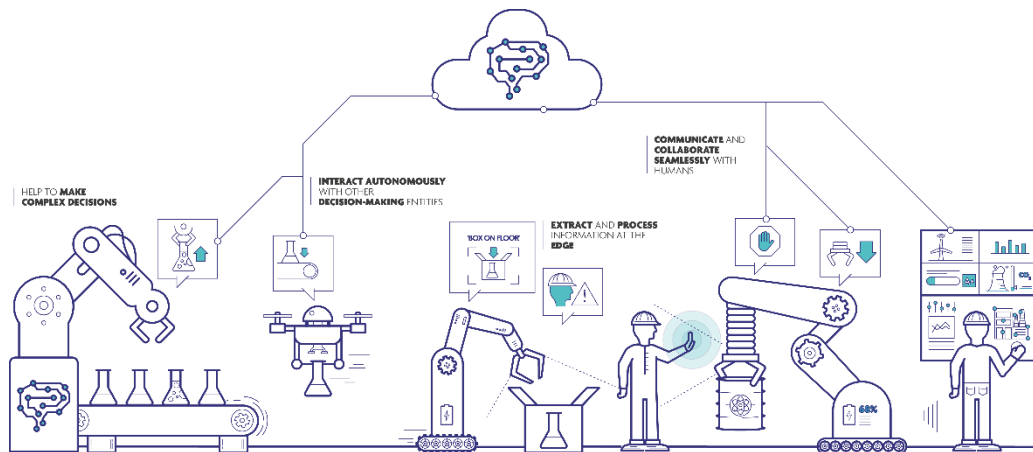 HELP TO MAKE
COMPLEX DECISIONS
INTERACT AUTONOMOUSLY
WITH OTHER
DECISION-MAKING ENTITIES
'BOX ON FLOOR'
EXTRACT AND PROCESS
INFORMATION AT THE
EDGE
COMMUNICATE AND
COLLABORATE
SEAMLESSLY WITH
HUMANS
CO₂
68%